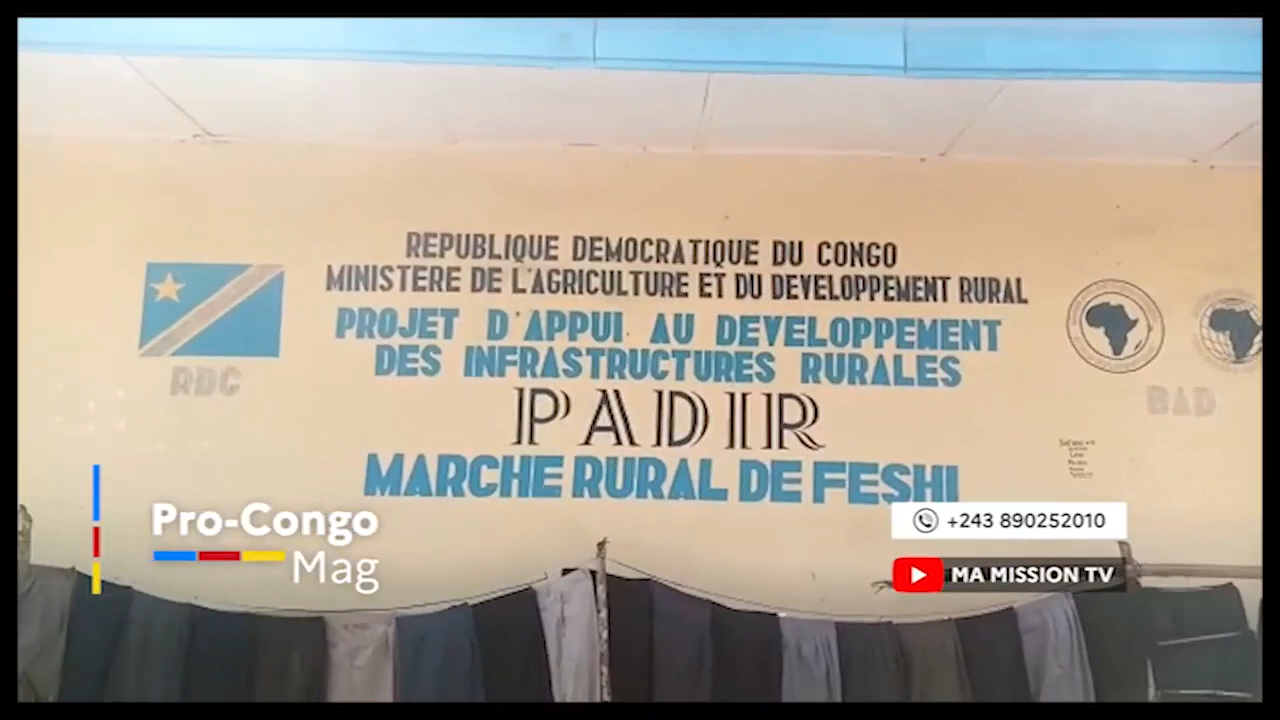 REPUBLIQUE DEMOCRATIQUE DU CONGO
MINISTERE DE L'AGRICULTURE ET DU DEVELOPPEMENT RURAL
PROJET D'APPUI AU DEVELOPPEMENT
DES INFRASTRUCTURES RURALES
PADIR
MARCHE RURAL DE FESHI
RDC
BAD
Pro-Congo
Mag
+243 890252010
MA MISSION TV